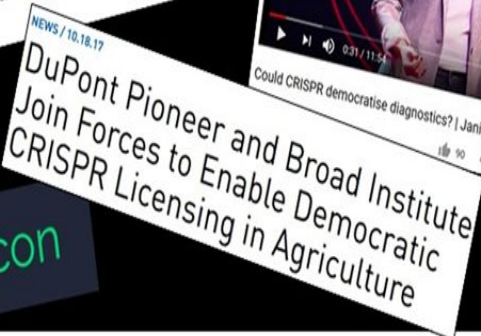 NEWS / 10.18.17
DuPont Pioneer and Broad Institute
Join Forces to Enable Democratic
CRISPR Licensing in Agriculture
0:31 / 11:54
Could CRISPR democratise diagnostics? | Jani
90
con